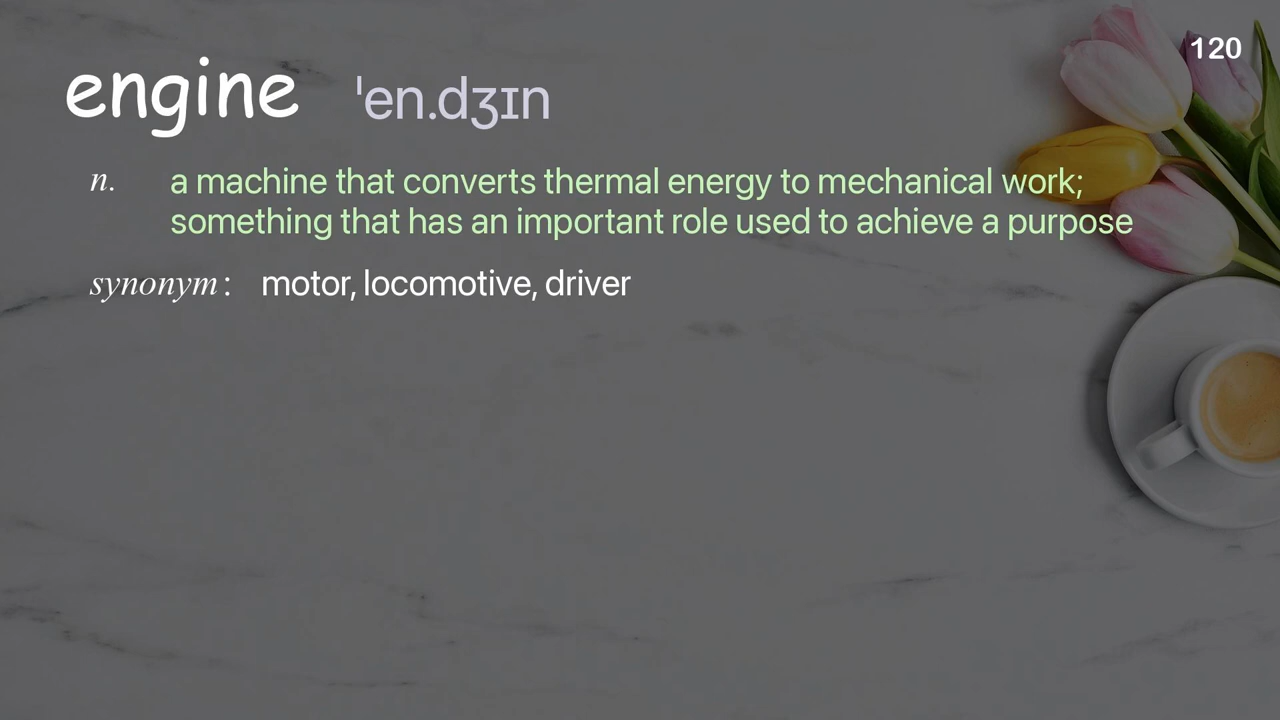 120
engine ˈen.dʒɪn
n. a machine that converts thermal energy to mechanical work;
something that has an important role used to achieve a purpose
synonym: motor, locomotive, driver